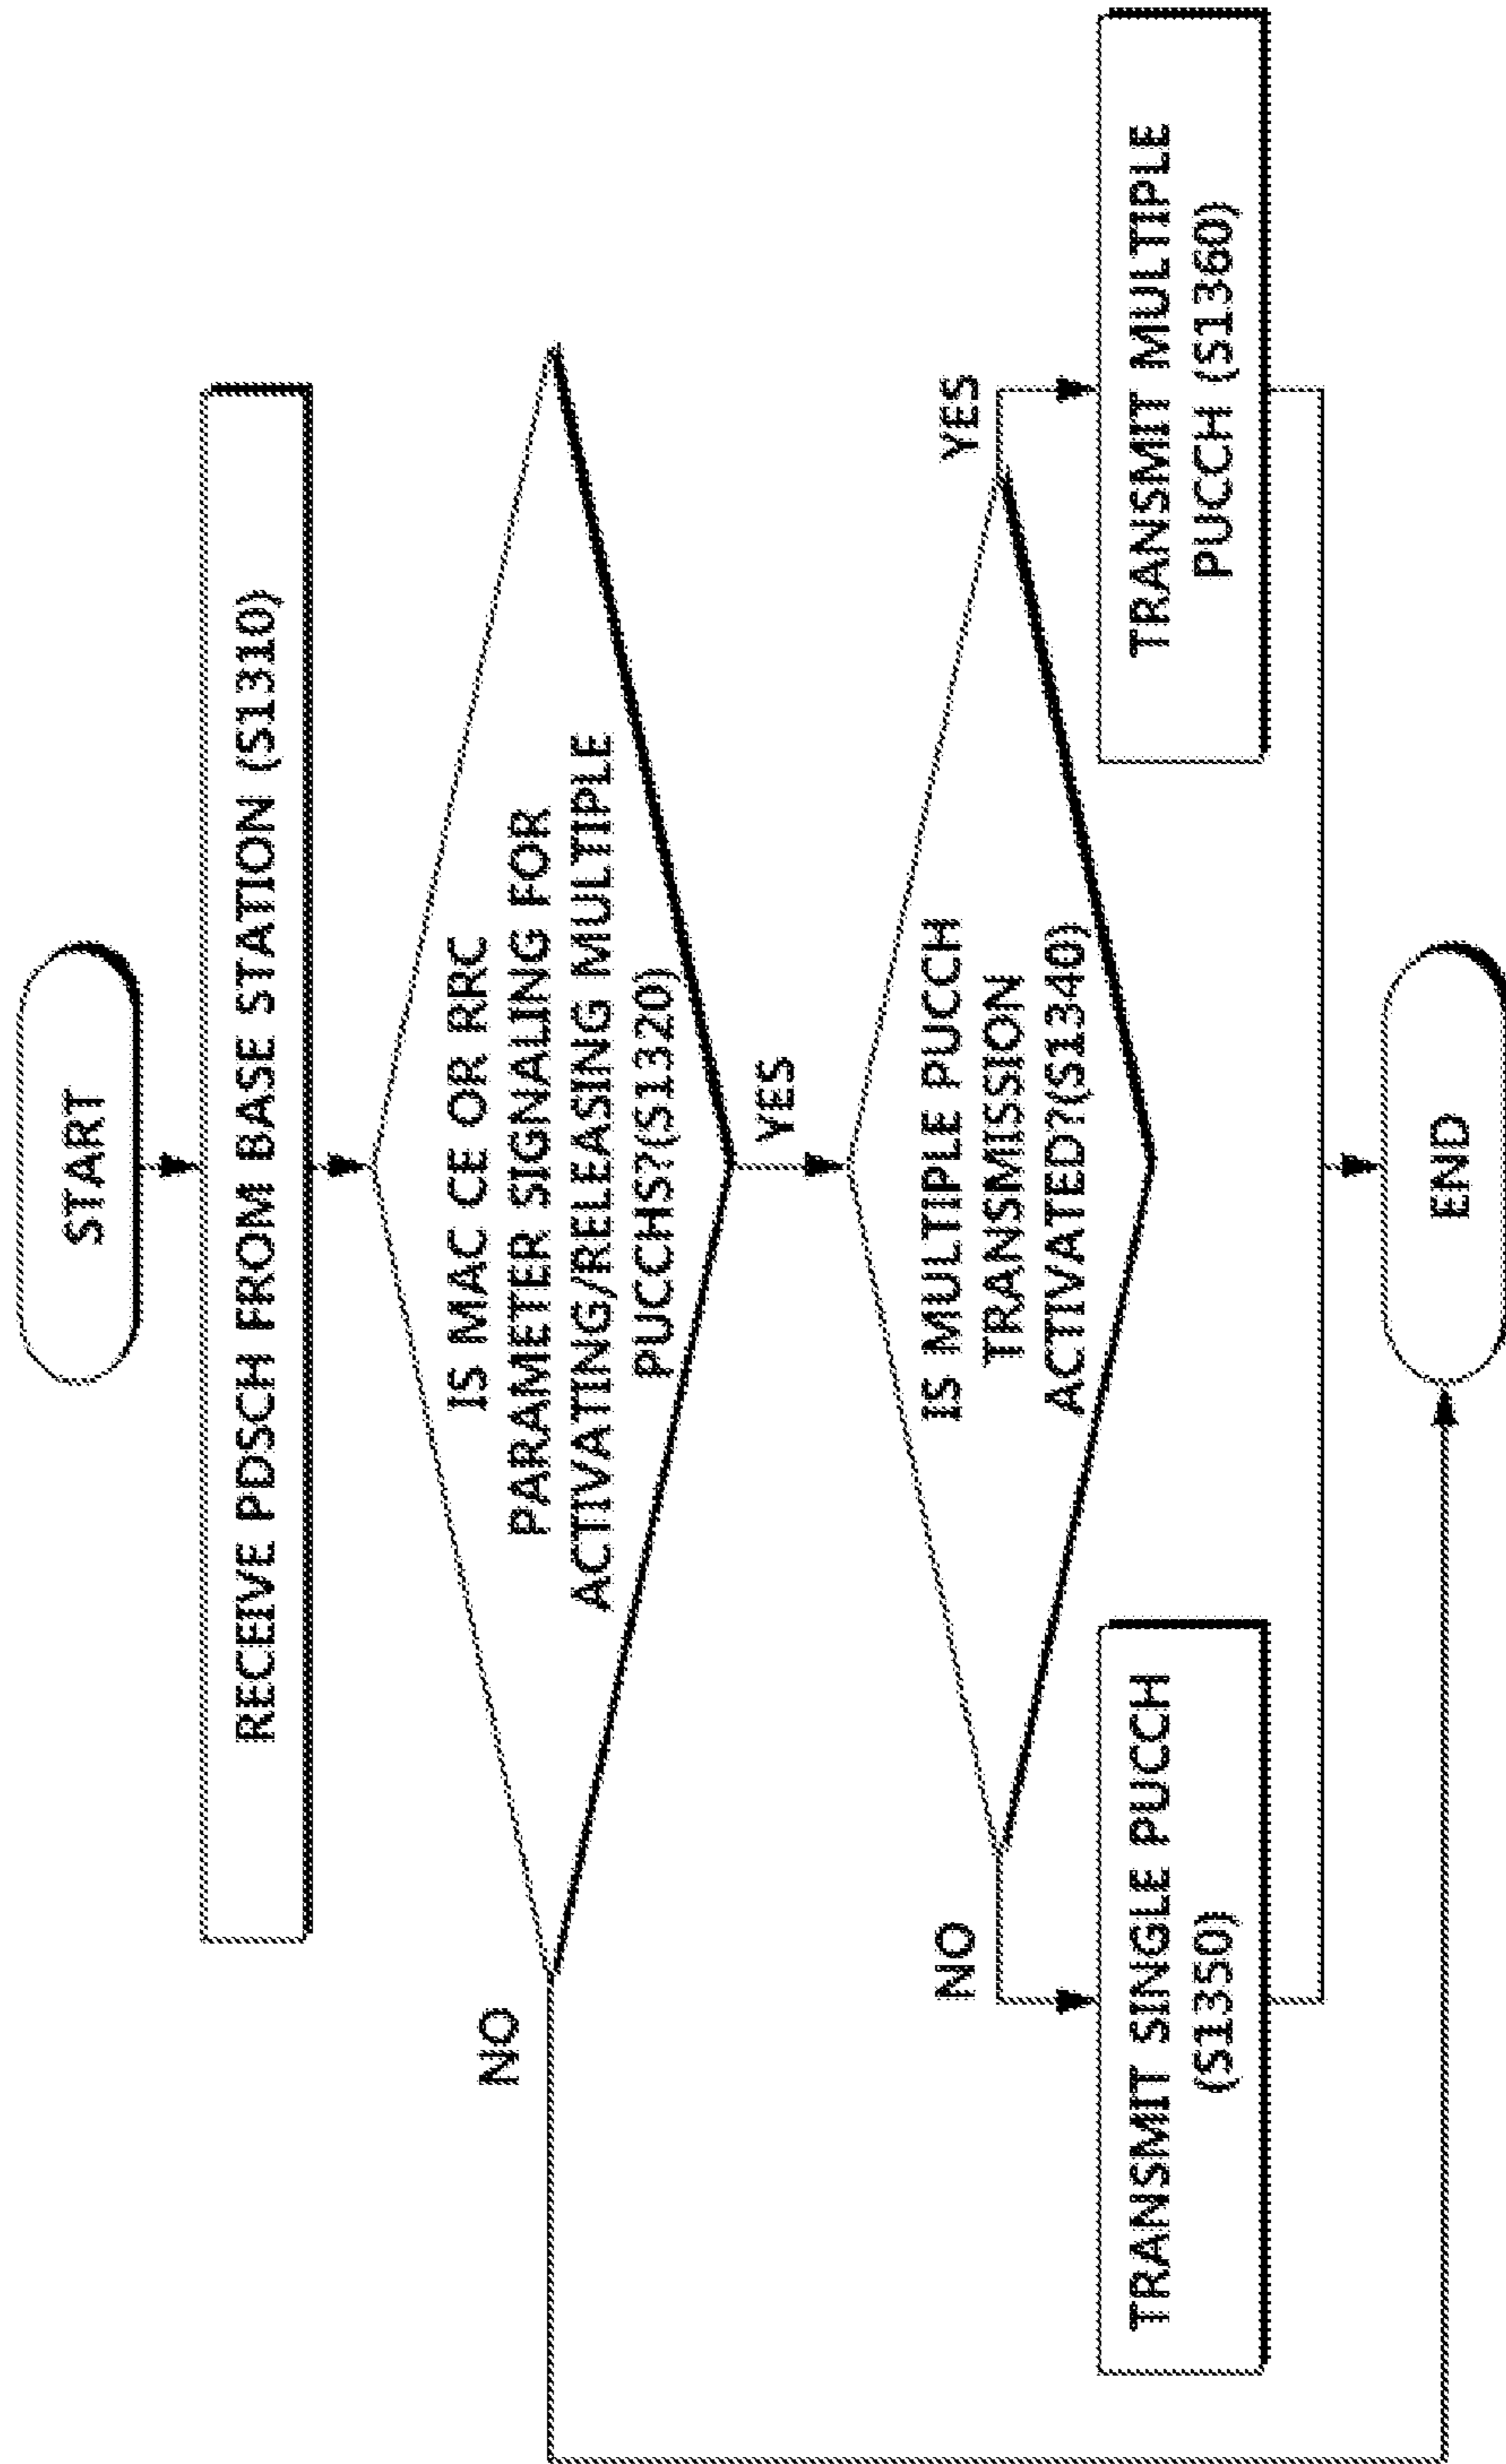 START
RECEIVE PDSCH FROM BASE STATION (S1310)
IS MAC CE OR RRC
PARAMETER SIGNALING FOR
ACTIVATING/RELEASING MULTIPLE
PUCCHS?(S1320)
NO
YES
IS MULTIPLE PUCCH
TRANSMISSION
ACTIVATED?(S1340)
NO
YES
TRANSMIT SINGLE PUCCH
(S1350)
TRANSMIT MULTIPLE
PUCCH (S1360)
END